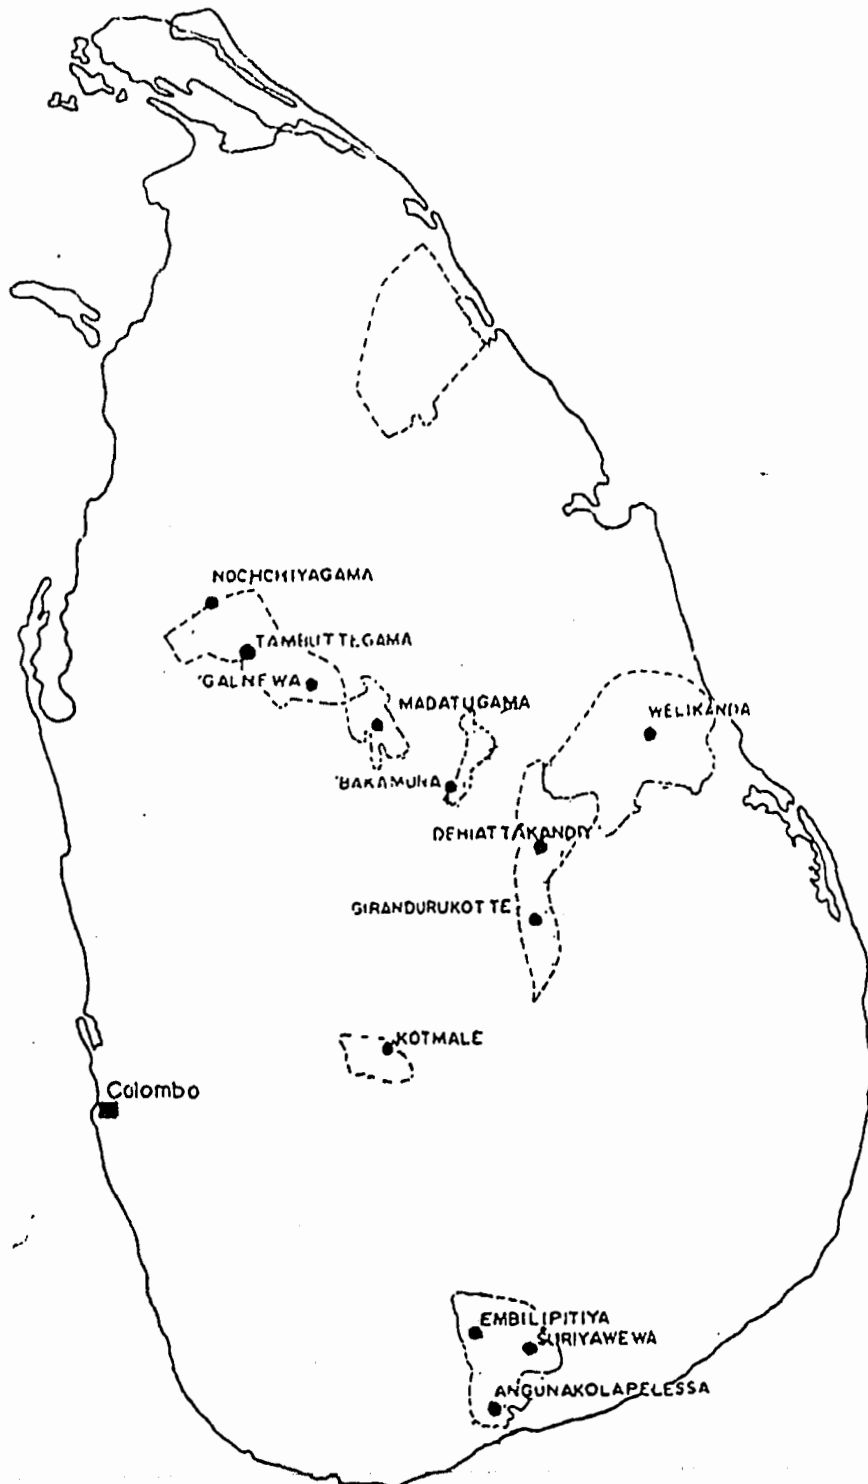 NOCHCHIYAGAMA
TAMBUTTEGAMA
GALNEWA
MADATUGAMA
WELIKANDA
BAKAMUNA
DEHIATTAKANDIY
GIRANDURUKOTTE
KOTMALE
Colombo
EMBILIPITIYA
SURIYAWEWA
ANGUNAKOLAPELESSA